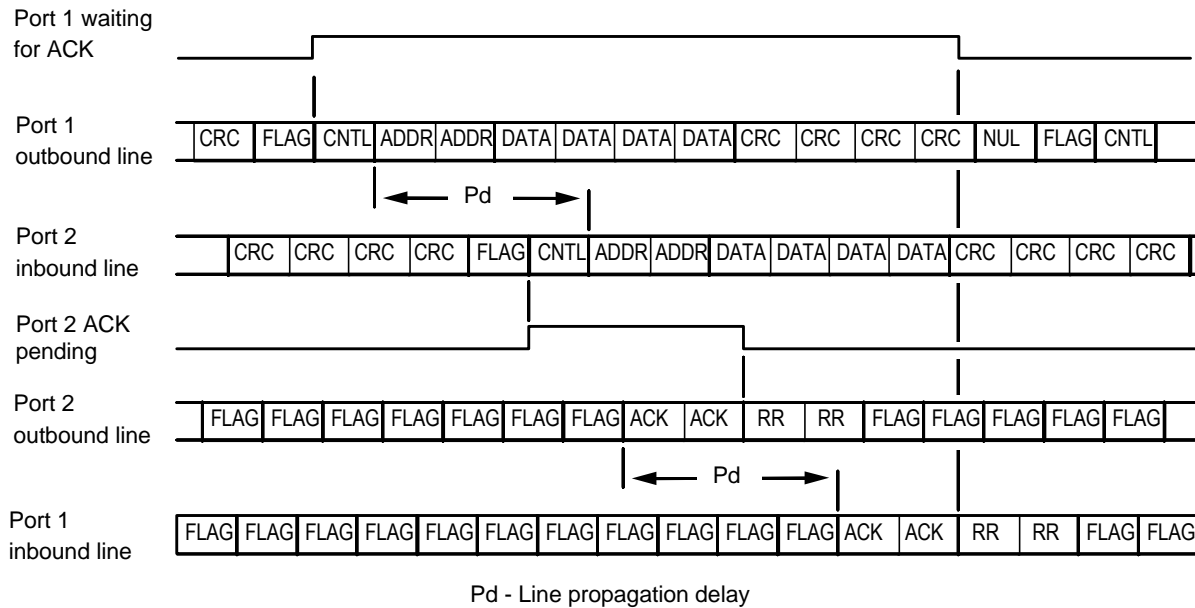 Port 1 waiting
for ACK
Port 1
outbound line
CRC FLAG CNTL ADDR ADDR DATA DATA DATA DATA CRC CRC CRC CRC NUL FLAG CNTL
Pd
Port 2
inbound line
CRC CRC CRC CRC FLAG CNTL ADDR ADDR DATA DATA DATA DATA CRC CRC CRC CRC
Port 2 ACK
pending
Port 2
outbound line
FLAG FLAG FLAG FLAG FLAG FLAG FLAG ACK ACK RR RR FLAG FLAG FLAG FLAG FLAG
Pd
Port 1
inbound line
FLAG FLAG FLAG FLAG FLAG FLAG FLAG FLAG FLAG FLAG FLAG ACK ACK RR RR FLAG FLAG
Pd - Line propagation delay